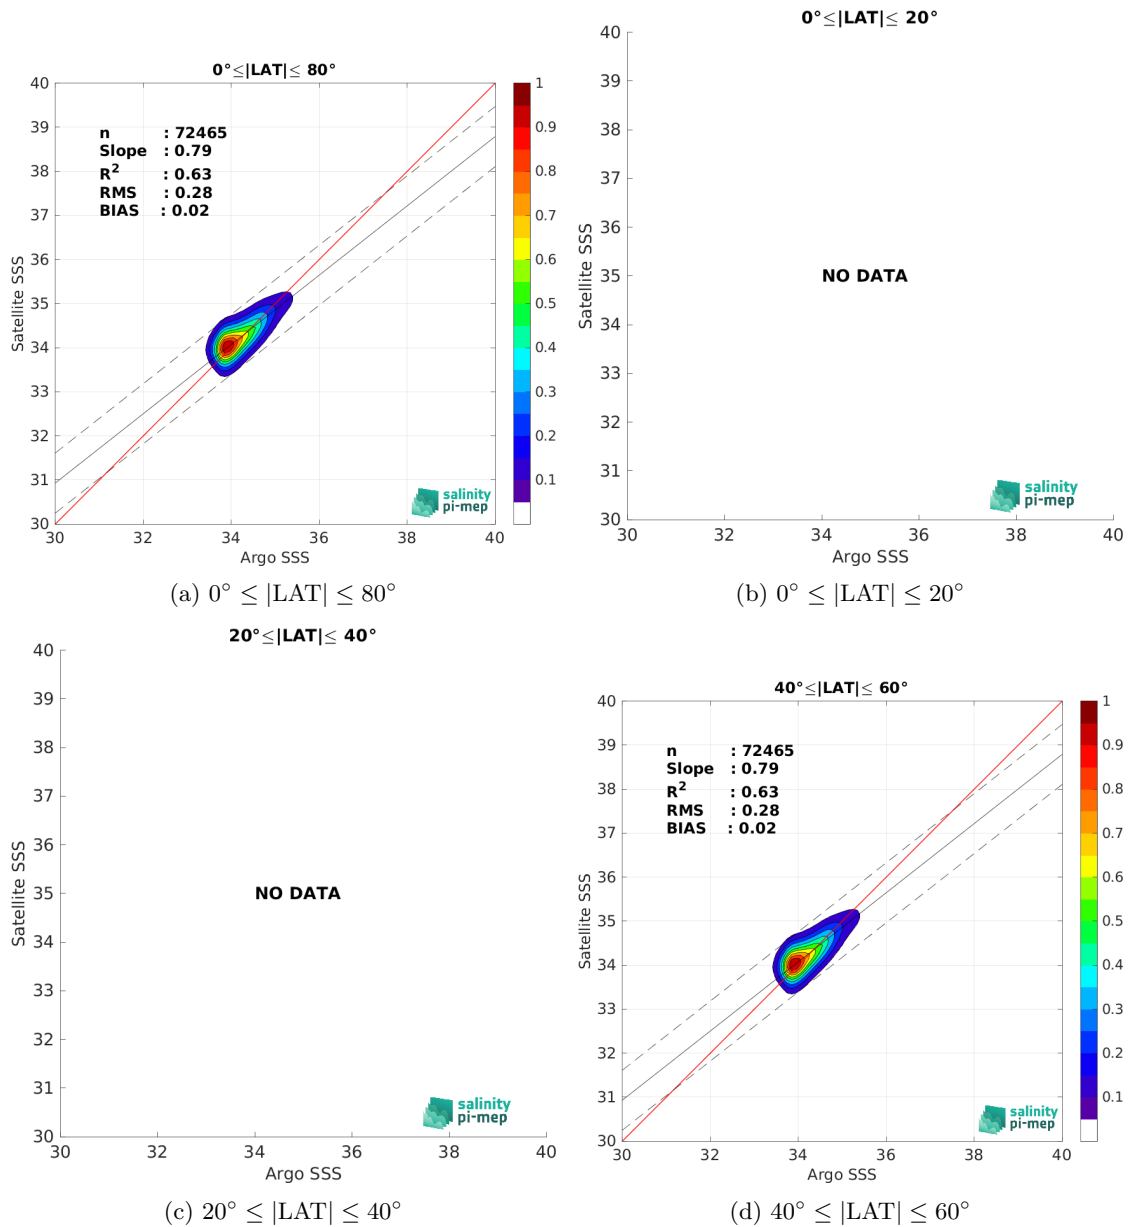 0°≤|LAT|≤ 80°
40
39
38
37
36
35
34
33
32
31
30
Satellite SSS
n : 72465
Slope : 0.79
R² : 0.63
RMS : 0.28
BIAS : 0.02
salinity
pi-mep
30 32 34 36 38 40
Argo SSS
1
0.9
0.8
0.7
0.6
0.5
0.4
0.3
0.2
0.1
(a) 0° ≤ |LAT| ≤ 80°
0°≤|LAT|≤ 20°
40
39
38
37
36
35
34
33
32
31
30
Satellite SSS
NO DATA
salinity
pi-mep
30 32 34 36 38 40
Argo SSS
(b) 0° ≤ |LAT| ≤ 20°
20°≤|LAT|≤ 40°
40
39
38
37
36
35
34
33
32
31
30
Satellite SSS
NO DATA
salinity
pi-mep
30 32 34 36 38 40
Argo SSS
(c) 20° ≤ |LAT| ≤ 40°
40°≤|LAT|≤ 60°
40
39
38
37
36
35
34
33
32
31
30
Satellite SSS
n : 72465
Slope : 0.79
R² : 0.63
RMS : 0.28
BIAS : 0.02
salinity
pi-mep
30 32 34 36 38 40
Argo SSS
1
0.9
0.8
0.7
0.6
0.5
0.4
0.3
0.2
0.1
(d) 40° ≤ |LAT| ≤ 60°